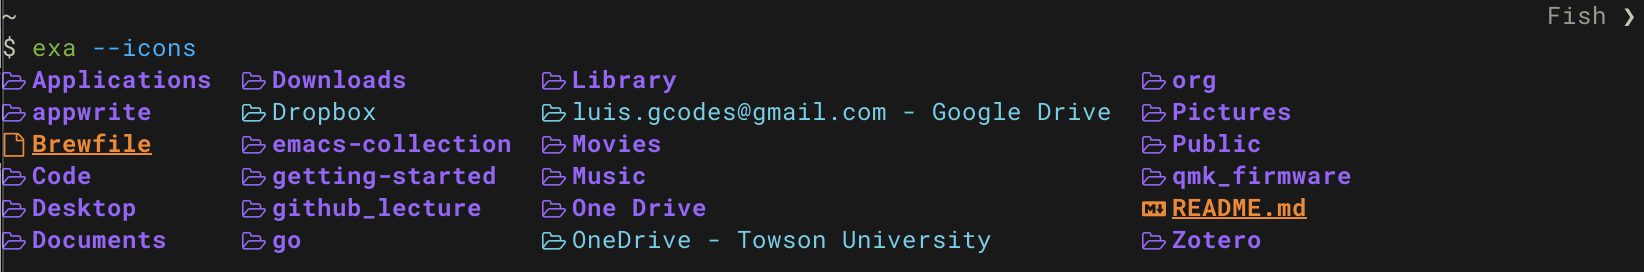 ~ Fish ❯
$ exa --icons
Applications Downloads Library org
appwrite Dropbox luis.gcodes@gmail.com - Google Drive Pictures
Brewfile emacs-collection Movies Public
Code getting-started Music qmk_firmware
Desktop github_lecture One Drive README.md
Documents go OneDrive - Towson University Zotero